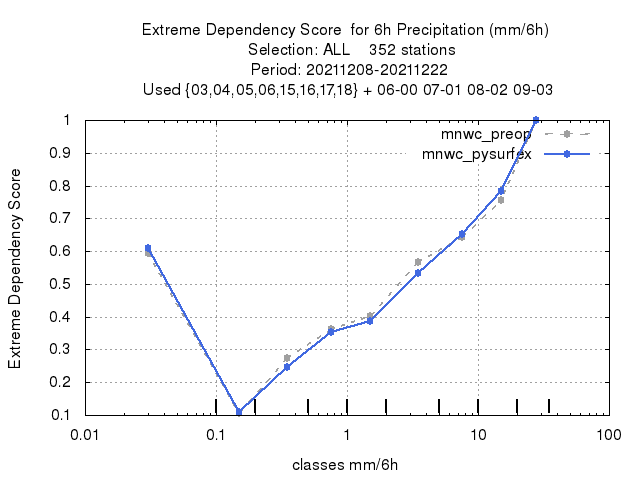 Extreme Dependency Score  for 6h Precipitation (mm/6h)
Selection: ALL    352 stations
Period: 20211208-20211222
Used {03,04,05,06,15,16,17,18} + 06-00 07-01 08-02 09-03
mnwc_preop
mnwc_pysurfex
Extreme Dependency Score
1
0.9
0.8
0.7
0.6
0.5
0.4
0.3
0.2
0.1
0.01 0.1 1 10 100
classes mm/6h